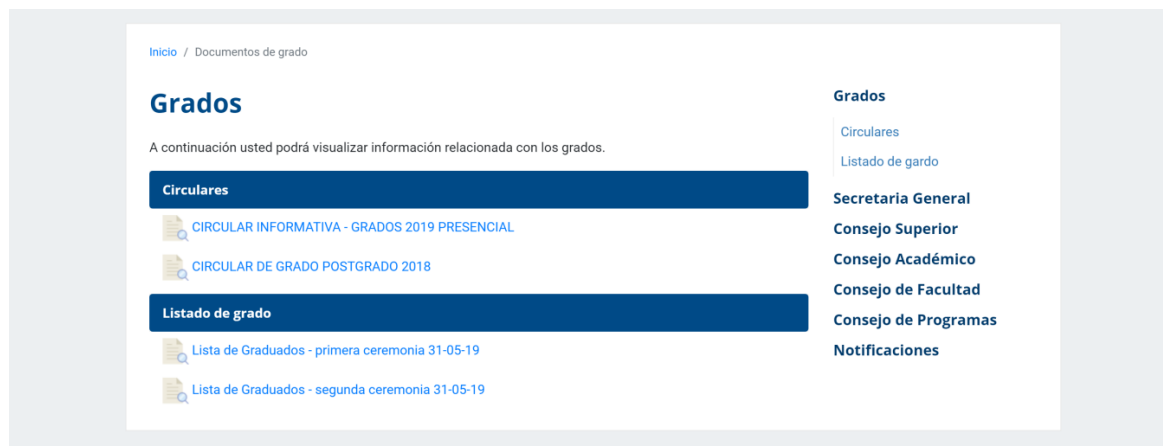 Inicio / Documentos de grado
Grados
A continuación usted podrá visualizar información relacionada con los grados.
Circulares
CIRCULAR INFORMATIVA - GRADOS 2019 PRESENCIAL
CIRCULAR DE GRADO POSTGRADO 2018
Listado de grado
Lista de Graduados - primera ceremonia 31-05-19
Lista de Graduados - segunda ceremonia 31-05-19
Grados
Circulares
Listado de gardo
Secretaria General
Consejo Superior
Consejo Académico
Consejo de Facultad
Consejo de Programas
Notificaciones